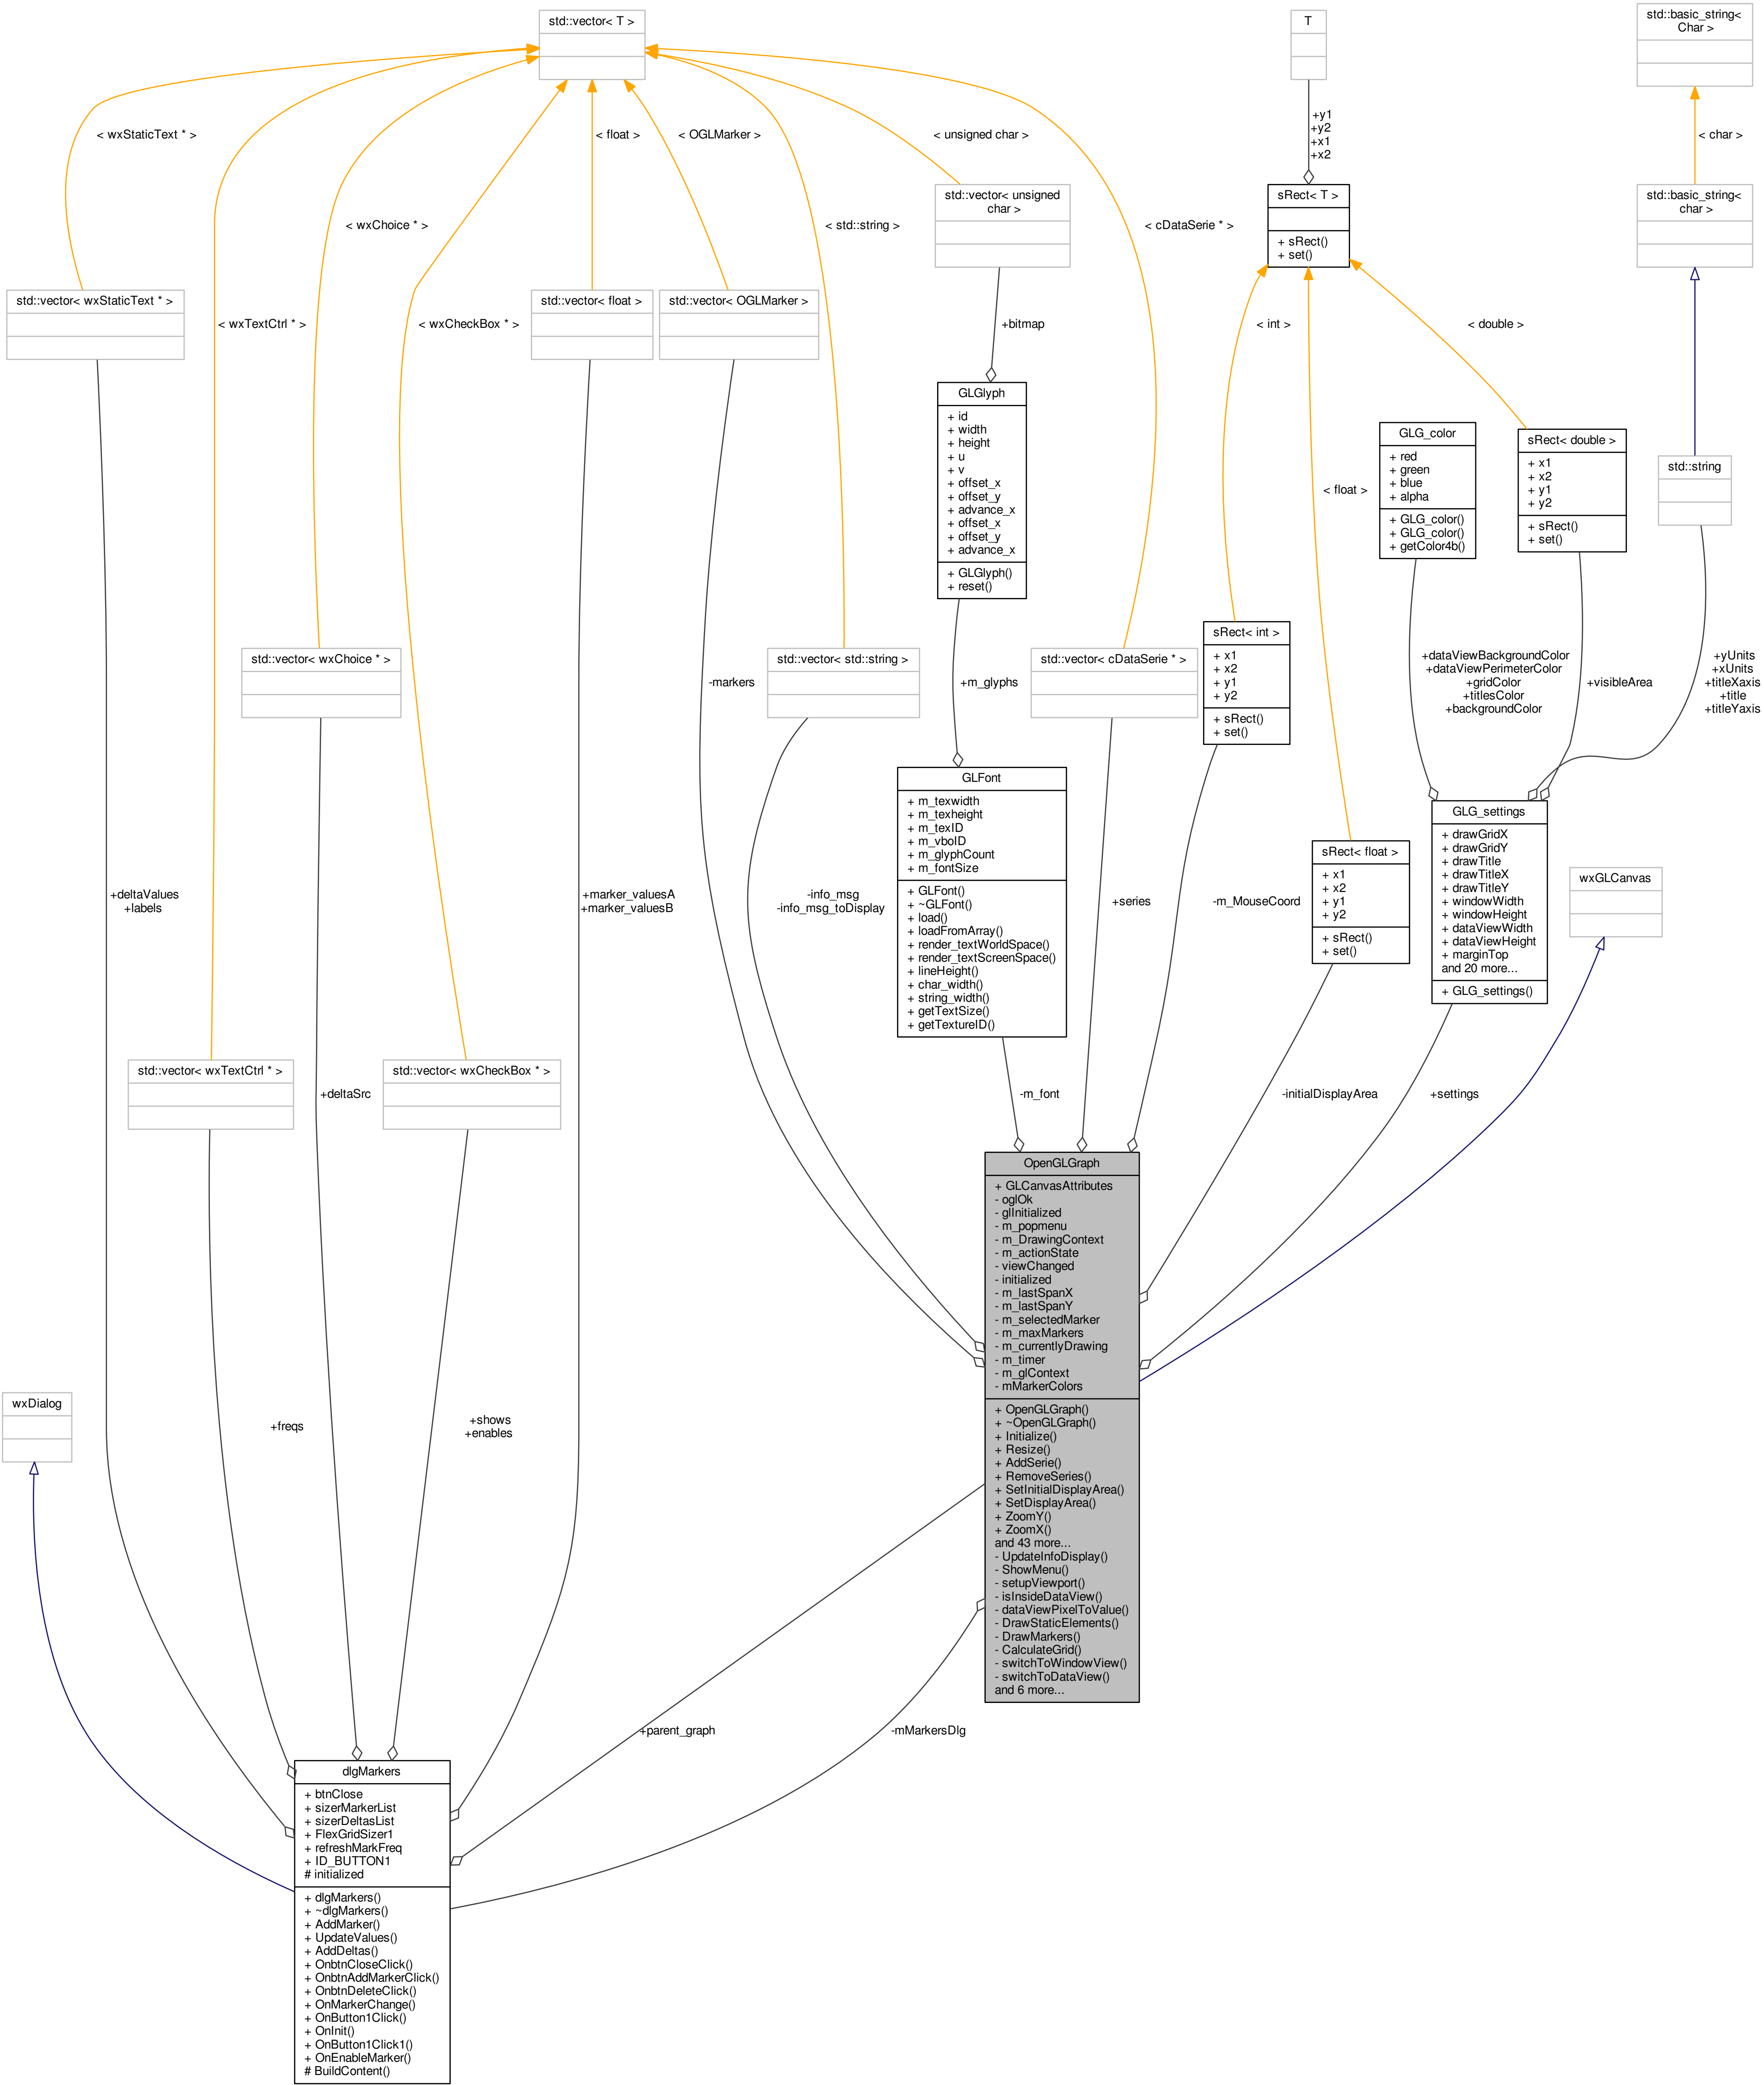 std::vector< T >
T
std::basic_string<
Char >
+y1
+y2
+x1
+x2
< wxStaticText * >
< float >
< OGLMarker >
< unsigned char >
< char >
std::vector< unsigned
char >
sRect< T >
+ sRect()
+ set()
std::basic_string<
char >
< wxChoice * >
< std::string >
< cDataSerie * >
std::vector< wxStaticText * >
std::vector< float >
std::vector< OGLMarker >
< wxTextCtrl * >
< wxCheckBox * >
+bitmap
< int >
< double >
GLGlyph
+ id
+ width
+ height
+ u
+ v
+ offset_x
+ offset_y
+ advance_x
+ offset_x
+ offset_y
+ advance_x
+ GLGlyph()
+ reset()
< float >
GLG_color
+ red
+ green
+ blue
+ alpha
+ GLG_color()
+ GLG_color()
+ getColor4b()
sRect< double >
+ x1
+ x2
+ y1
+ y2
+ sRect()
+ set()
std::string
std::vector< wxChoice * >
-markers
std::vector< std::string >
+m_glyphs
std::vector< cDataSerie * >
sRect< int >
+ x1
+ x2
+ y1
+ y2
+ sRect()
+ set()
+dataViewBackgroundColor
+dataViewPerimeterColor
+gridColor
+titlesColor
+backgroundColor
+visibleArea
+yUnits
+xUnits
+titleXaxis
+title
+titleYaxis
+deltaValues
+labels
+marker_valuesA
+marker_valuesB
-info_msg
-info_msg_toDisplay
GLFont
+ m_texwidth
+ m_texheight
+ m_texID
+ m_vboID
+ m_glyphCount
+ m_fontSize
+ GLFont()
+ ~GLFont()
+ load()
+ loadFromArray()
+ render_textWorldSpace()
+ render_textScreenSpace()
+ lineHeight()
+ char_width()
+ string_width()
+ getTextSize()
+ getTextureID()
+series
-m_MouseCoord
sRect< float >
+ x1
+ x2
+ y1
+ y2
+ sRect()
+ set()
GLG_settings
+ drawGridX
+ drawGridY
+ drawTitle
+ drawTitleX
+ drawTitleY
+ windowWidth
+ windowHeight
+ dataViewWidth
+ dataViewHeight
+ marginTop
and 20 more...
+ GLG_settings()
wxGLCanvas
std::vector< wxTextCtrl * >
+deltaSrc
std::vector< wxCheckBox * >
-m_font
-initialDisplayArea
+settings
OpenGLGraph
+ GLCanvasAttributes
- oglOk
- glInitialized
- m_popmenu
- m_DrawingContext
- m_actionState
- viewChanged
- initialized
- m_lastSpanX
- m_lastSpanY
- m_selectedMarker
- m_maxMarkers
- m_currentlyDrawing
- m_timer
- m_glContext
- mMarkerColors
+ OpenGLGraph()
+ ~OpenGLGraph()
+ Initialize()
+ Resize()
+ AddSerie()
+ RemoveSeries()
+ SetInitialDisplayArea()
+ SetDisplayArea()
+ ZoomY()
+ ZoomX()
and 43 more...
- UpdateInfoDisplay()
- ShowMenu()
- setupViewport()
- isInsideDataView()
- dataViewPixelToValue()
- DrawStaticElements()
- DrawMarkers()
- CalculateGrid()
- switchToWindowView()
- switchToDataView()
and 6 more...
wxDialog
+freqs
+shows
+enables
+parent_graph
-mMarkersDlg
dlgMarkers
+ btnClose
+ sizerMarkerList
+ sizerDeltasList
+ FlexGridSizer1
+ refreshMarkFreq
+ ID_BUTTON1
# initialized
+ dlgMarkers()
+ ~dlgMarkers()
+ AddMarker()
+ UpdateValues()
+ AddDeltas()
+ OnbtnCloseClick()
+ OnbtnAddMarkerClick()
+ OnbtnDeleteClick()
+ OnMarkerChange()
+ OnButton1Click()
+ OnInit()
+ OnButton1Click1()
+ OnEnableMarker()
# BuildContent()